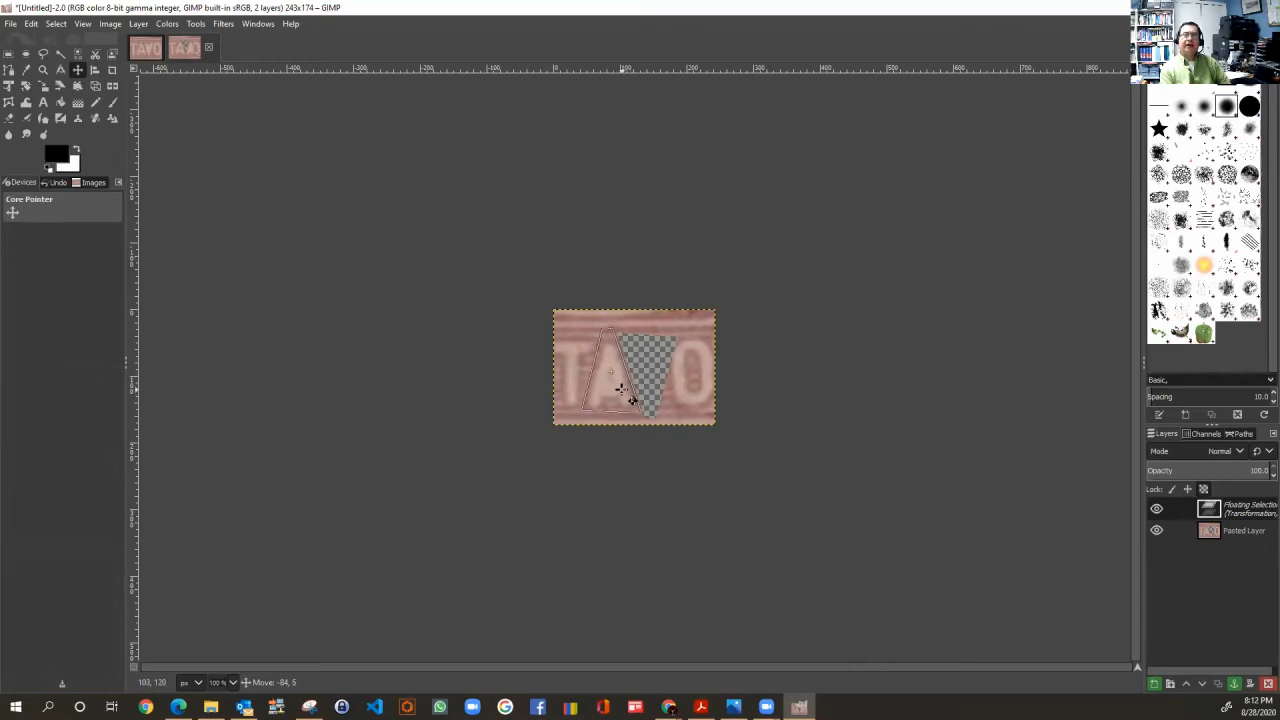 *[Untitled]-2.0 (RGB color 8-bit gamma integer, GIMP built-in sRGB, 2 layers) 243x174 – GIMP
File Edit Select View Image Layer Colors Tools Filters Windows Help
Devices Undo Images
Core Pointer
TA O
Basic,
Spacing 10.0
Layers Channels Paths
Mode Normal
Opacity 100.0
Lock:
Floating Selectio
(Transformation,
Pasted Layer
103, 120 px 100 % Move: -84, 5
8:12 PM
8/28/2020